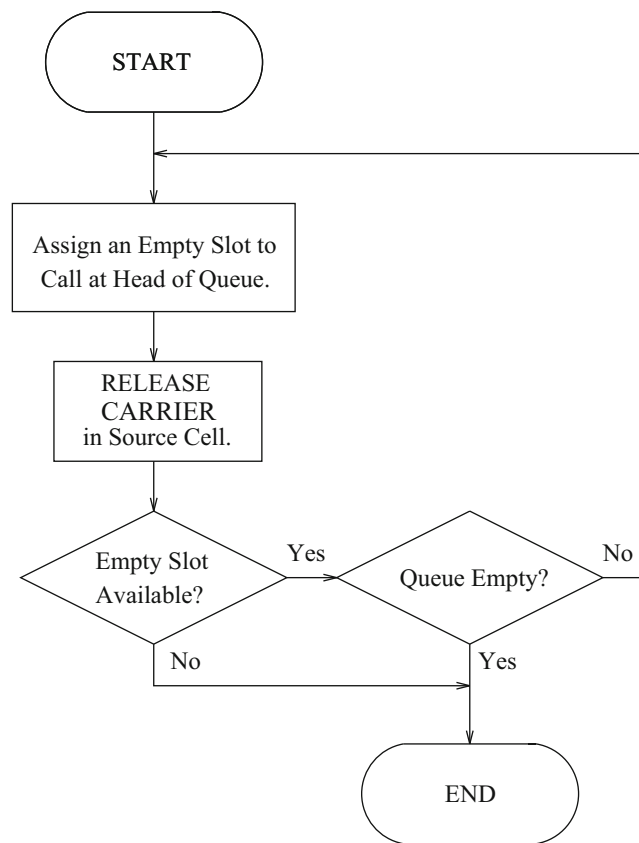 START
Assign an Empty Slot to
Call at Head of Queue.
RELEASE
CARRIER
in Source Cell.
Empty Slot
Available?
Yes
Queue Empty?
No
No
Yes
END